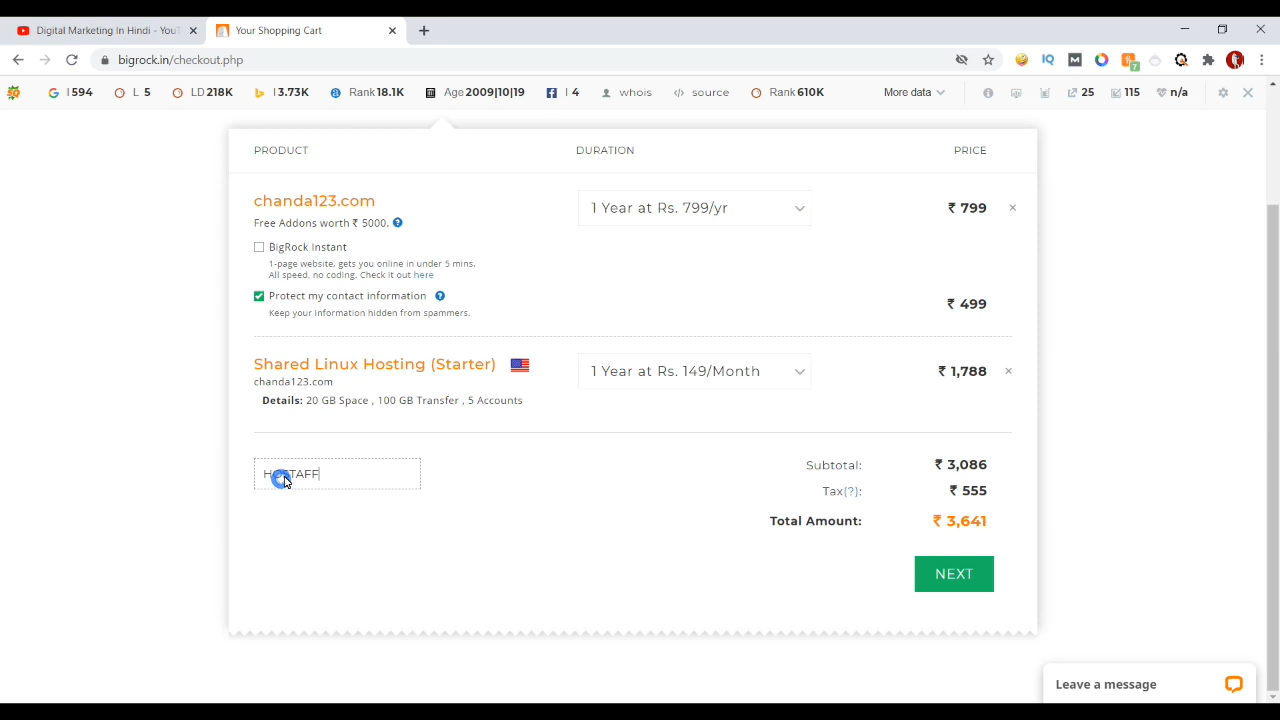 Digital Marketing In Hindi - YouT
Your Shopping Cart
bigrock.in/checkout.php
IQ
M
7
I 594
L 5
LD 218K
I 3.73K
Rank 18.1K
Age 2009|10|19
I 4
whois
source
Rank 610K
More data
25
115
n/a
PRODUCT DURATION PRICE
chanda123.com
1 Year at Rs. 799/yr
₹ 799 ×
Free Addons worth ₹ 5000. ?
BigRock Instant
1-page website, gets you online in under 5 mins.
All speed, no coding. Check it out here
Protect my contact information ?
₹ 499
Keep your information hidden from spammers.
Shared Linux Hosting (Starter)
1 Year at Rs. 149/Month
₹ 1,788 ×
chanda123.com
Details: 20 GB Space , 100 GB Transfer , 5 Accounts
Subtotal: ₹ 3,086
Tax(?): ₹ 555
Total Amount: ₹ 3,641
NEXT
Leave a message